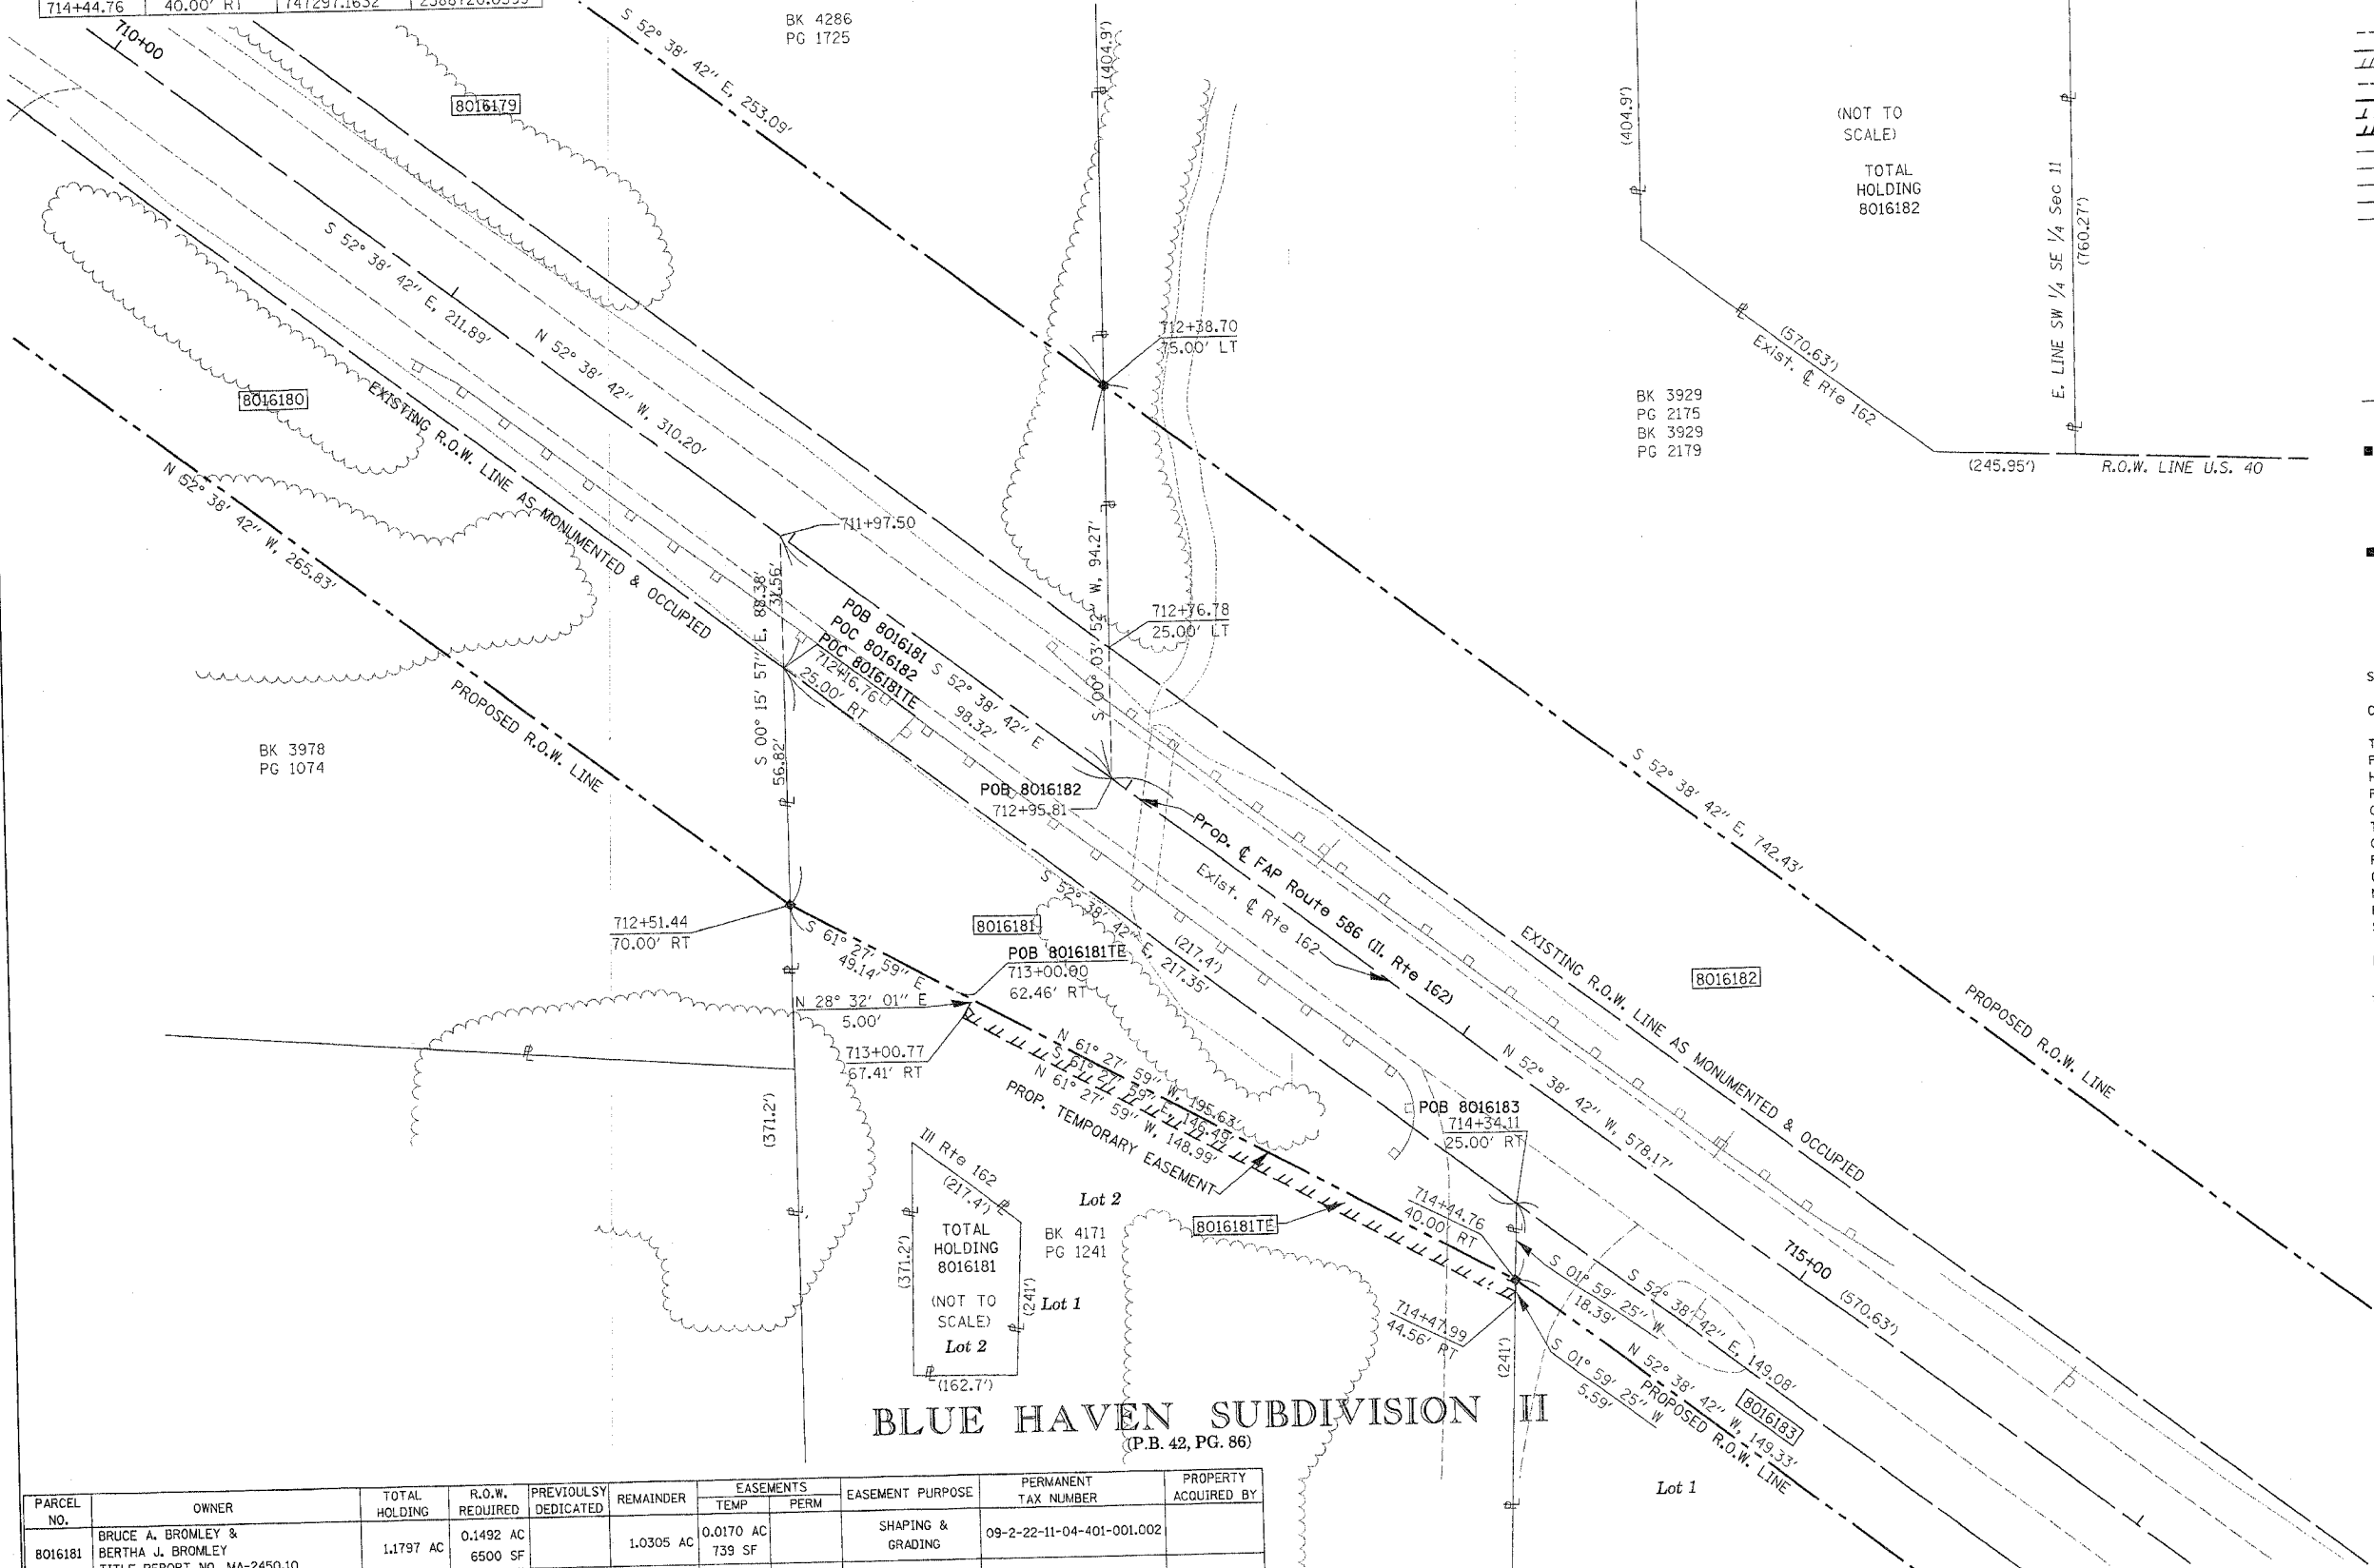 714+44.76 40.00' RT 747297.1632
710+00
BK 4286
PG 1725
S 52° 38' 42" E, 253.09'
(404.9')
8016179
(404.9')
(NOT TO
SCALE)
TOTAL
HOLDING
8016182
E. LINE SW 1/4 SE 1/4 Sec 11
(760.27')
(570.63')
Exist. ℄ Rte 162
BK 3929
PG 2175
BK 3929
PG 2179
(245.95')
R.O.W. LINE U.S. 40
S 52° 38' 42" E, 211.89'
N 52° 38' 42" W, 310.20'
712+38.70
75.00' LT
8016180
EXISTING R.O.W. LINE AS MONUMENTED & OCCUPIED
N 52° 38' 42" W, 265.83'
711+97.50
S 00° 15' 57" E, 88.38'
31.56'
56.82'
S 00° 03' 52" W, 94.27'
712+76.78
25.00' LT
POB 8016181
POC 8016182
POC 8016181TE
712+16.76
25.00' RT
S 52° 38' 42" E
98.32'
PROPOSED R.O.W. LINE
BK 3978
PG 1074
POB 8016182
712+95.81
S 52° 38' 42" E, 742.43'
Prop. ℄ FAP Route 586 (Il. Rte 162)
Exist. ℄ Rte 162
S 52° 38' 42" E, 217.35'
(217.4')
712+51.44
70.00' RT
8016181
S 61° 27' 59" E
49.14'
POB 8016181TE
713+00.00
62.46' RT
EXISTING R.O.W. LINE AS MONUMENTED & OCCUPIED
8016182
PROPOSED R.O.W. LINE
N 28° 32' 01" E
5.00'
713+00.77
67.41' RT
N 61° 27' 59" W, 195.63'
S 61° 27' 59" E, 146.49'
N 61° 27' 59" W, 148.99'
PROP. TEMPORARY EASEMENT
N 52° 38' 42" W, 578.17'
POB 8016183
714+34.11
25.00' RT
(371.2')
Ill Rte 162
(217.4')
(371.2')
TOTAL
HOLDING
8016181
(NOT TO
SCALE)
Lot 2
(241')
(162.7')
Lot 2
BK 4171
PG 1241
Lot 1
8016181TE
714+44.76
40.00' RT
715+00
(570.63')
S 01° 59' 25" W
18.39'
S 52° 38' 42" E, 149.08'
714+47.99
44.56' RT
(241')
S 01° 59' 25" W
5.59'
N 52° 38' 42" W, 149.33'
PROPOSED R.O.W. LINE
8016183
BLUE HAVEN SUBDIVISION II
(P.B. 42, PG. 86)
Lot 1
PARCEL NO. OWNER TOTAL HOLDING R.O.W. REQUIRED PREVIOULSY DEDICATED REMAINDER EASEMENTS TEMP PERM EASEMENT PURPOSE PERMANENT TAX NUMBER PROPERTY ACQUIRED BY
8016181 BRUCE A. BROMLEY & BERTHA J. BROMLEY 1.1797 AC 0.1492 AC 6500 SF 1.0305 AC 0.0170 AC 739 SF SHAPING & GRADING 09-2-22-11-04-401-001.002
TITLE REPORT NO. MA-2450.10